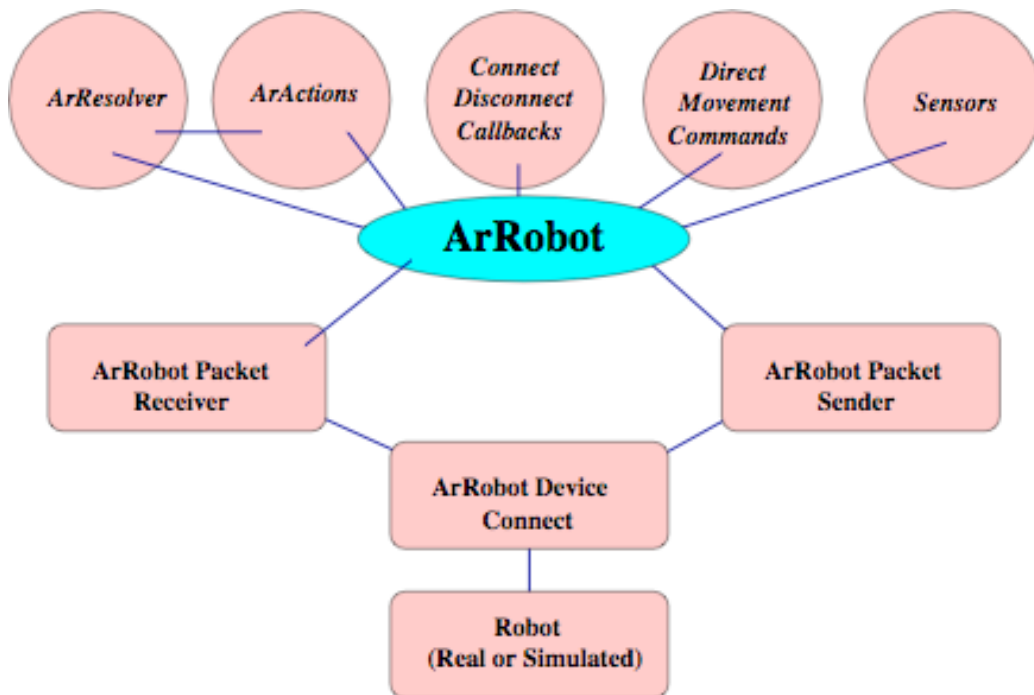 ArResolver
ArActions
Connect
Disconnect
Callbacks
Direct
Movement
Commands
Sensors
ArRobot
ArRobot Packet
Receiver
ArRobot Packet
Sender
ArRobot Device
Connect
Robot
(Real or Simulated)